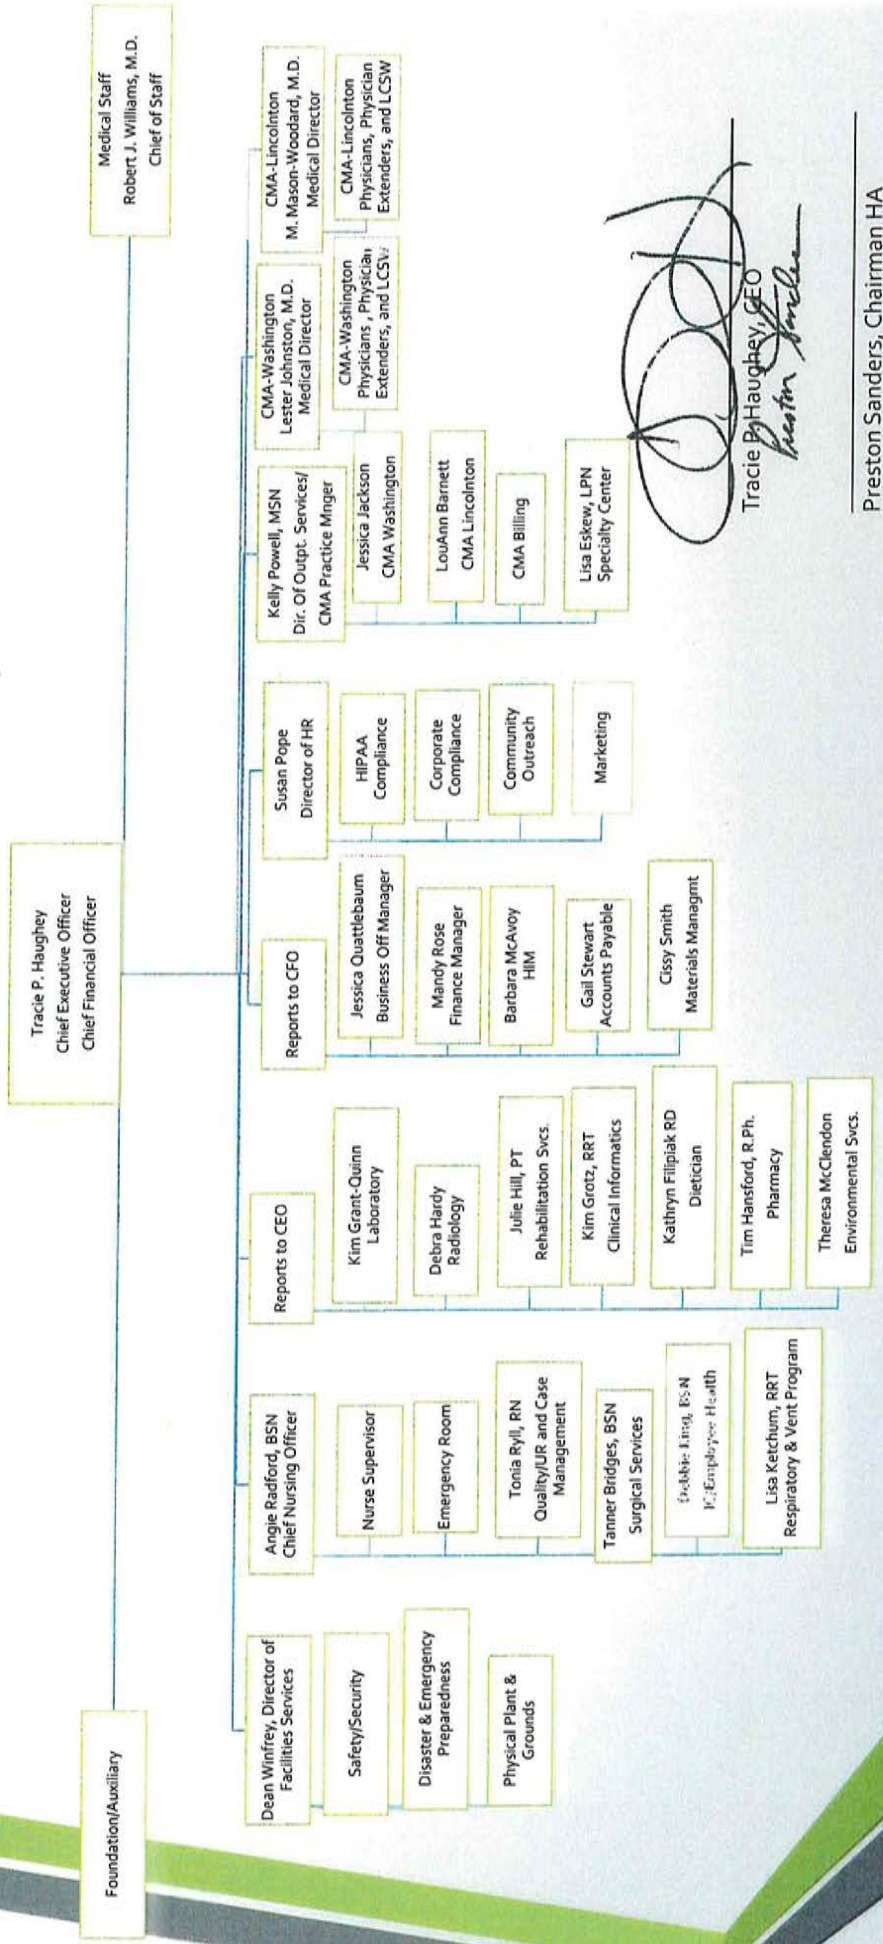 Tracie P. Haughey
Chief Executive Officer
Chief Financial Officer
Foundation/Auxiliary
Medical Staff
Robert J. Williams, M.D.
Chief of Staff
Dean Winfrey, Director of
Facilities Services
Safety/Security
Disaster & Emergency
Preparedness
Physical Plant &
Grounds
Angie Radford, BSN
Chief Nursing Officer
Nurse Supervisor
Emergency Room
Tonia Ryll, RN
Quality/UR and Case
Management
Tanner Bridges, BSN
Surgical Services
Debbie King, BSN
IC/Employee Health
Lisa Ketchum, RRT
Respiratory & Vent Program
Reports to CEO
Kim Grant-Quinn
Laboratory
Debra Hardy
Radiology
Julie Hill, PT
Rehabilitation Svcs.
Kim Grotz, RRT
Clinical Informatics
Kathryn Filipiak RD
Dietician
Tim Hansford, R.Ph.
Pharmacy
Theresa McClendon
Environmental Svcs.
Reports to CFO
Jessica Quattlebaum
Business Off Manager
Mandy Rose
Finance Manager
Barbara McAvoy
HIM
Gail Stewart
Accounts Payable
Cissy Smith
Materials Managmt
Susan Pope
Director of HR
HIPAA
Compliance
Corporate
Compliance
Community
Outreach
Marketing
Kelly Powell, MSN
Dir. Of Outpt. Services/
CMA Practice Mnger
Jessica Jackson
CMA Washington
LouAnn Barnett
CMA Lincolnton
CMA Billing
Lisa Eskew, LPN
Specialty Center
CMA-Washington
Lester Johnston, M.D.
Medical Director
CMA-Washington
Physicians , Physician
Extenders, and LCSW
CMA-Lincolnton
M. Mason-Woodard, M.D.
Medical Director
CMA-Lincolnton
Physicians, Physician
Extenders, and LCSW
Tracie P. Haughey, CEO
Preston Sanders
Preston Sanders, Chairman HA